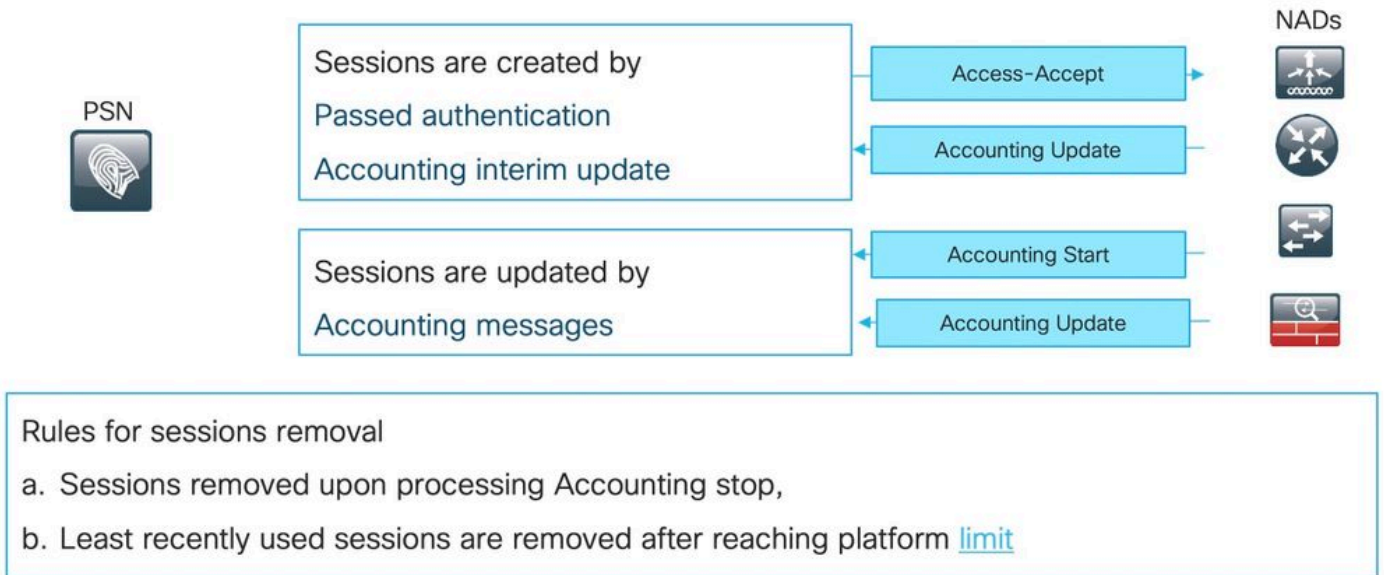 NADs
PSN
Sessions are created by
Passed authentication
Accounting interim update
Access-Accept
Accounting Update
Sessions are updated by
Accounting messages
Accounting Start
Accounting Update
Rules for sessions removal
a. Sessions removed upon processing Accounting stop,
b. Least recently used sessions are removed after reaching platform limit